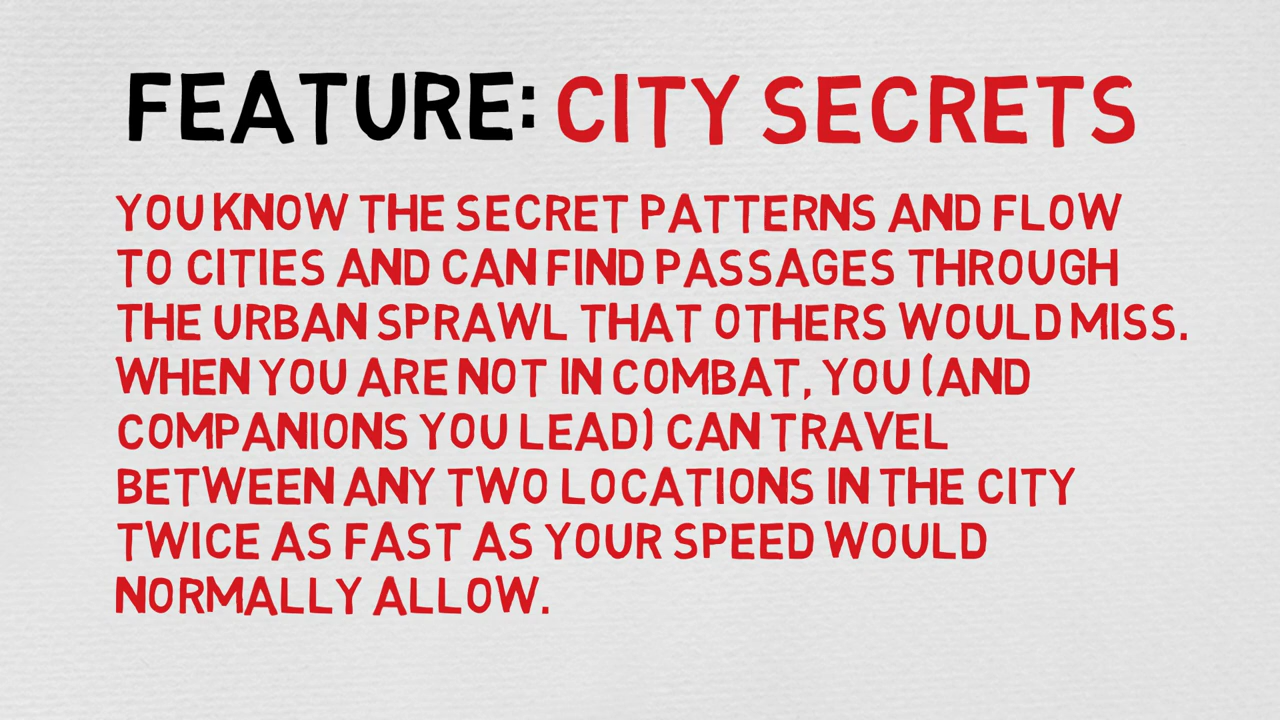 FEATURE: CITY SECRETS
YOU KNOW THE SECRET PATTERNS AND FLOW
TO CITIES AND CAN FIND PASSAGES THROUGH
THE URBAN SPRAWL THAT OTHERS WOULD MISS.
WHEN YOU ARE NOT IN COMBAT, YOU (AND
COMPANIONS YOU LEAD) CAN TRAVEL
BETWEEN ANY TWO LOCATIONS IN THE CITY
TWICE AS FAST AS YOUR SPEED WOULD
NORMALLY ALLOW.